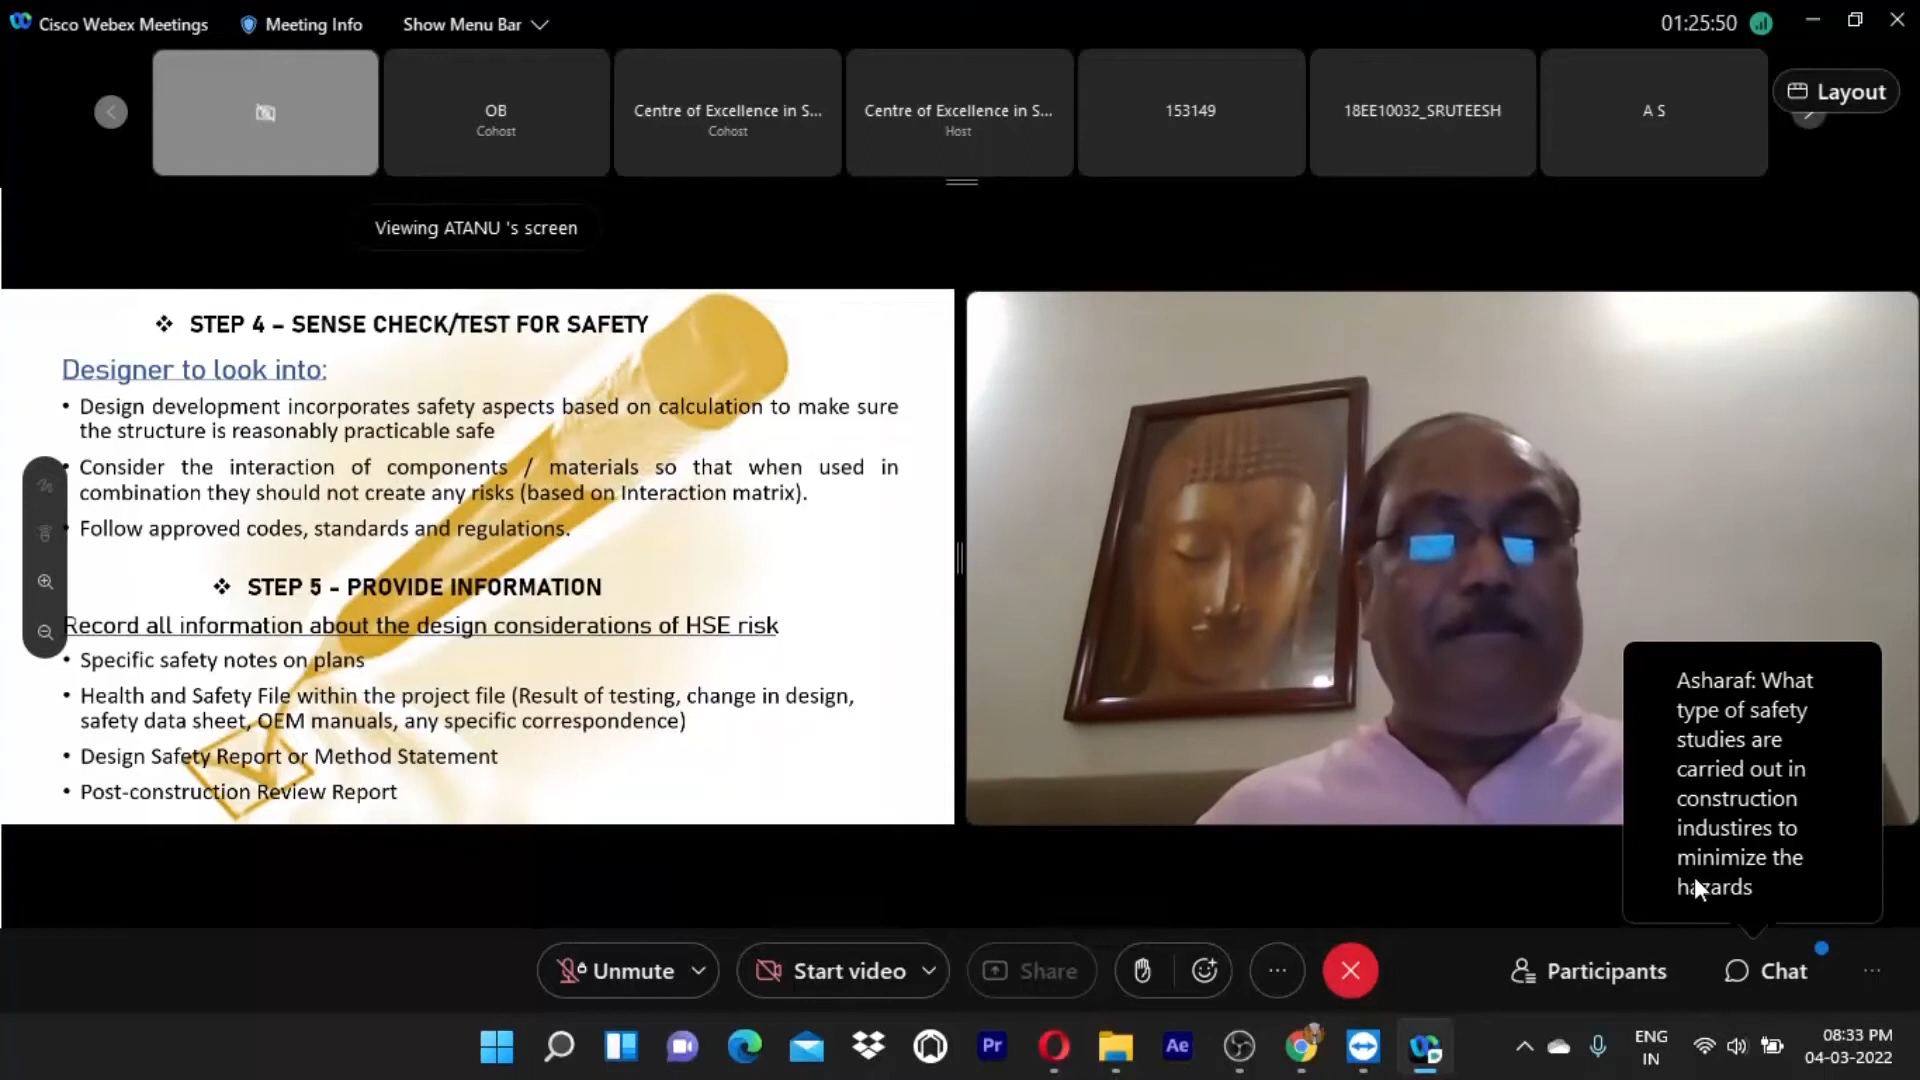 Cisco Webex Meetings
Meeting Info
Show Menu Bar
01:25:50
OB
Cohost
Centre of Excellence in S...
Cohost
Centre of Excellence in S...
Host
153149
18EE10032_SRUTEESH
A S
Layout
Viewing ATANU 's screen
❖ STEP 4 – SENSE CHECK/TEST FOR SAFETY
Designer to look into:
• Design development incorporates safety aspects based on calculation to make sure
the structure is reasonably practicable safe
• Consider the interaction of components / materials so that when used in
combination they should not create any risks (based on Interaction matrix).
• Follow approved codes, standards and regulations.
❖ STEP 5 - PROVIDE INFORMATION
Record all information about the design considerations of HSE risk
• Specific safety notes on plans
• Health and Safety File within the project file (Result of testing, change in design,
safety data sheet, OEM manuals, any specific correspondence)
• Design Safety Report or Method Statement
• Post-construction Review Report
Asharaf: What
type of safety
studies are
carried out in
construction
industires to
minimize the
hazards
Unmute
Start video
Share
Participants
Chat
Pr
Ae
ENG
IN
08:33 PM
04-03-2022